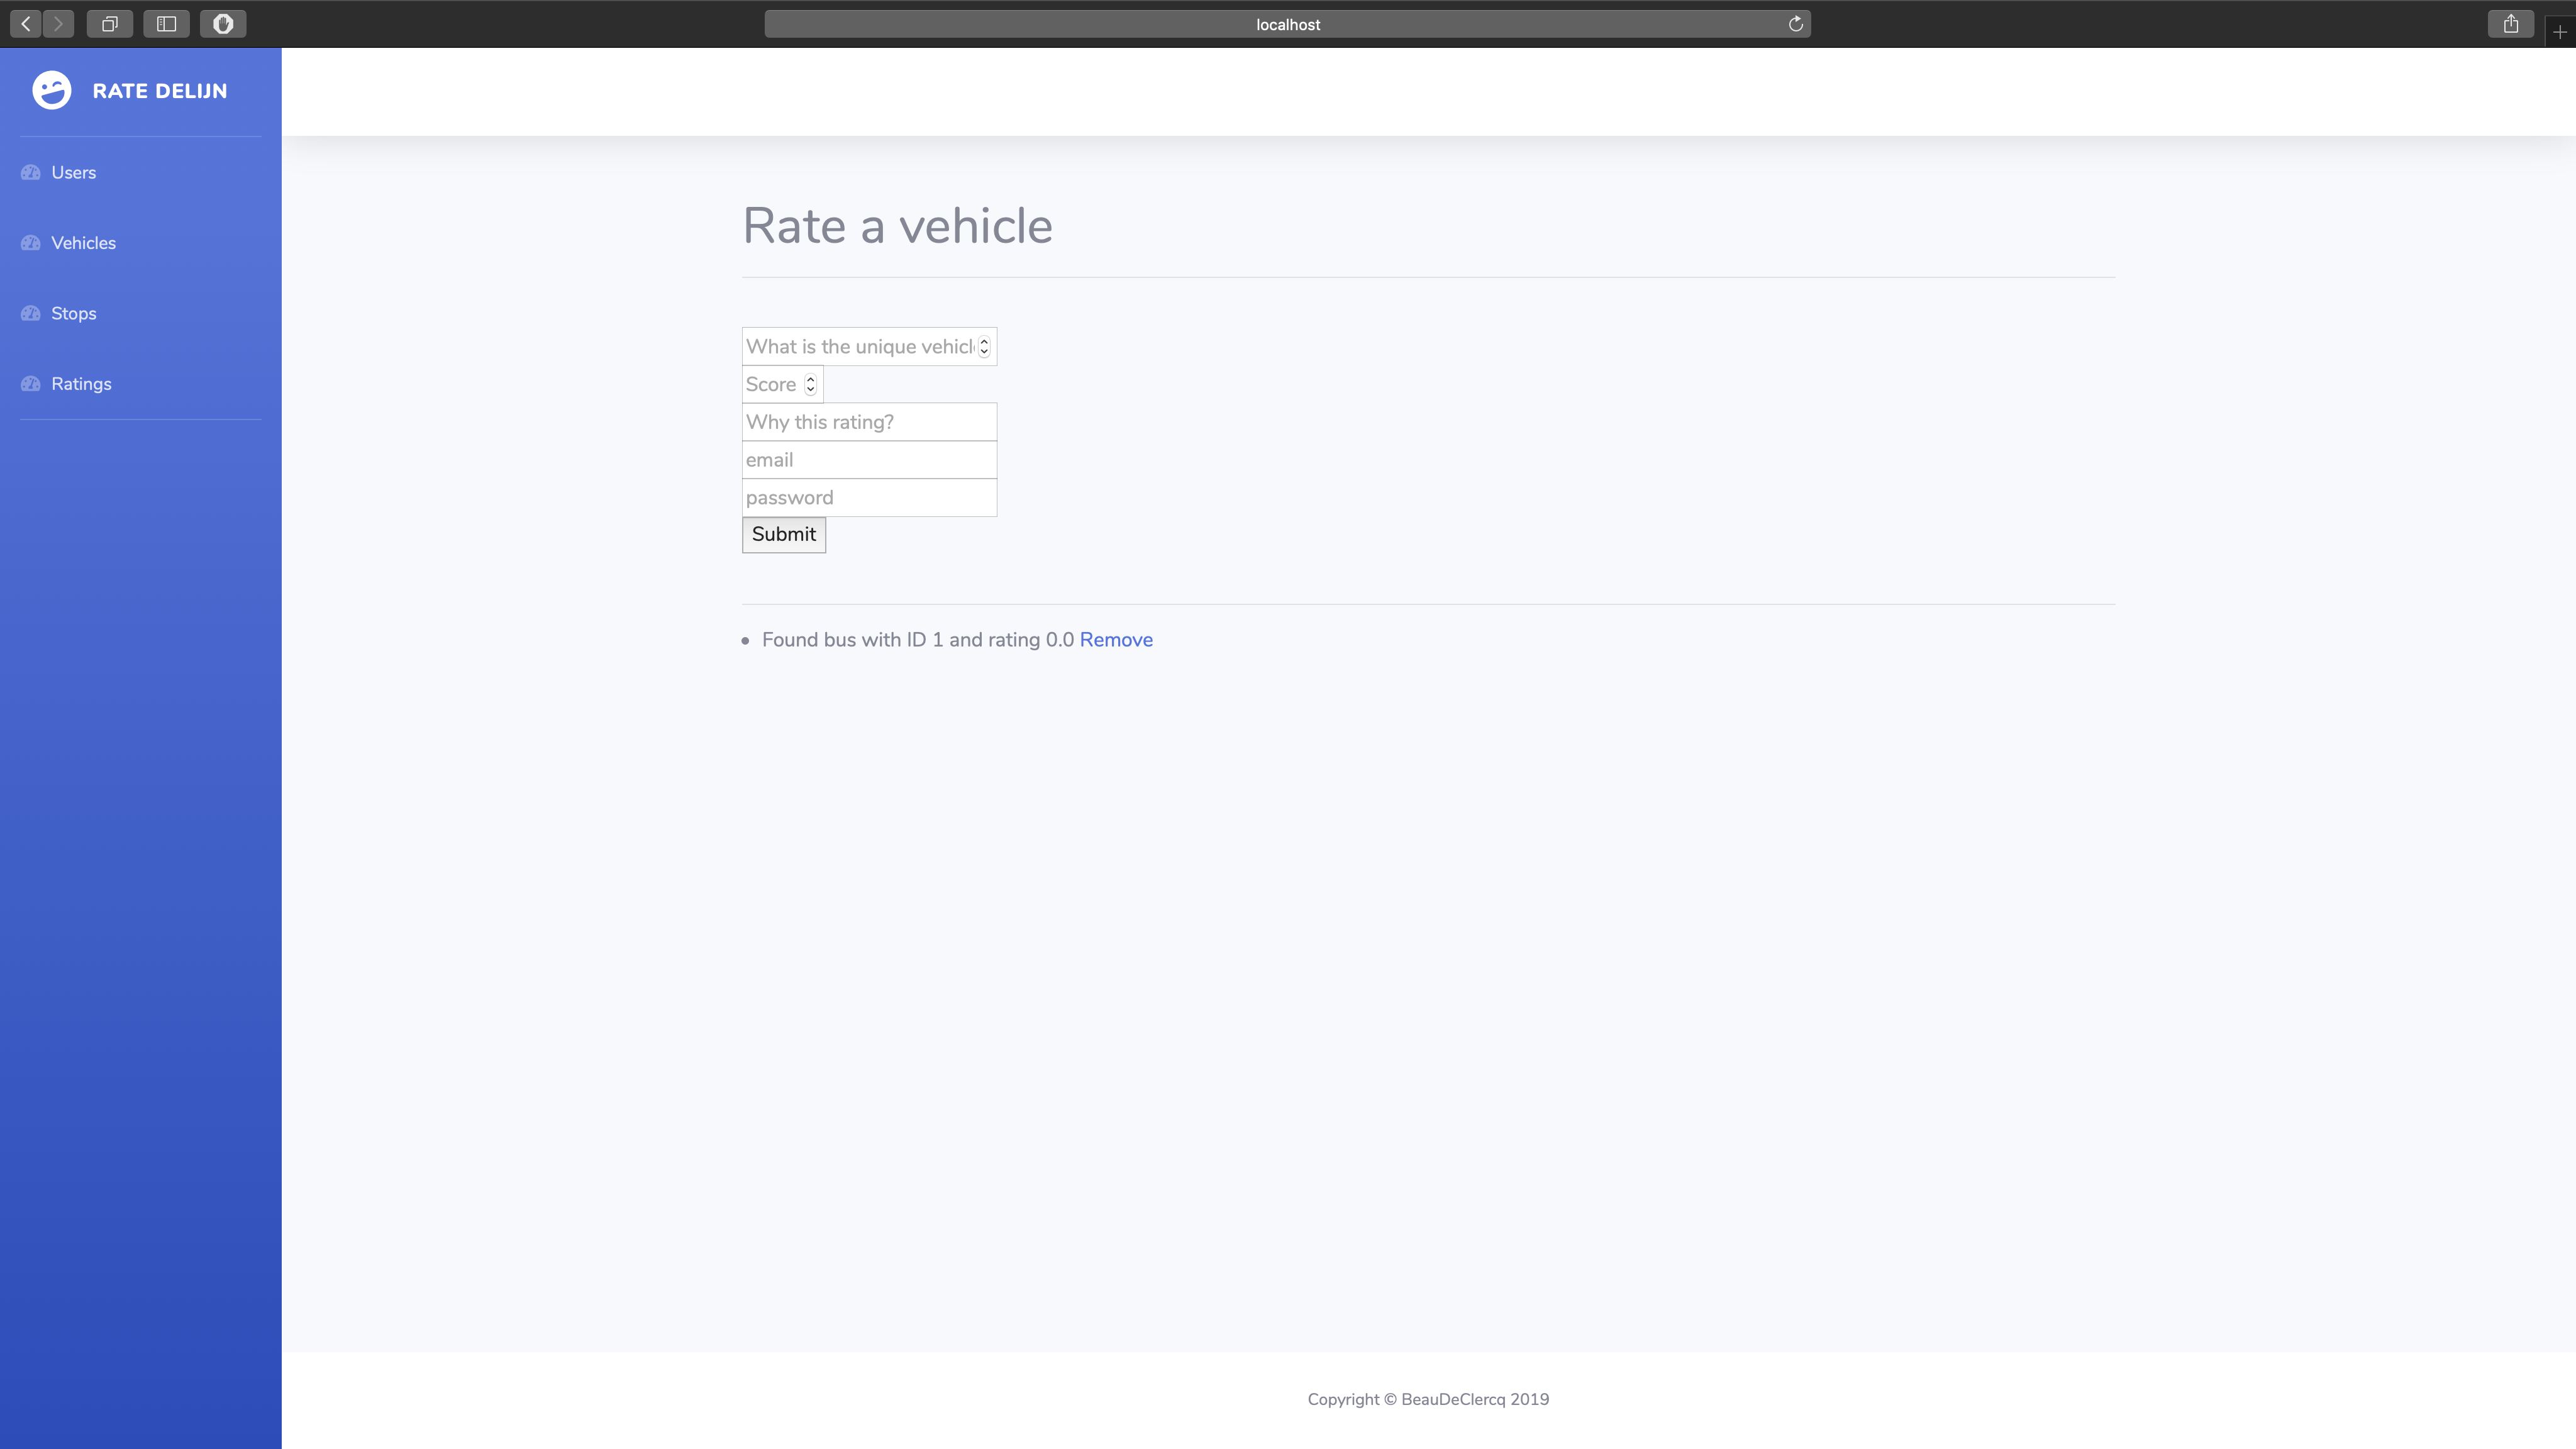 localhost
RATE DELIJN
Users
Vehicles
Stops
Ratings
Rate a vehicle
What is the unique vehicl
Score
Why this rating?
email
password
Submit
Found bus with ID 1 and rating 0.0 Remove
Copyright © BeauDeClercq 2019